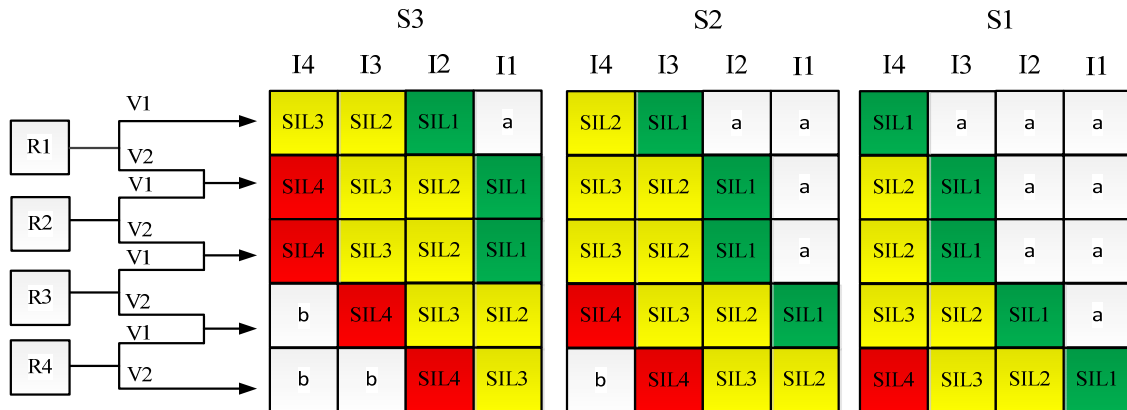 S3 S2 S1
I4 I3 I2 I1 I4 I3 I2 I1 I4 I3 I2 I1
V1 SIL3 SIL2 SIL1 a SIL2 SIL1 a a SIL1 a a a
R1
V2
V1 SIL4 SIL3 SIL2 SIL1 SIL3 SIL2 SIL1 a SIL2 SIL1 a a
R2
V2
V1 SIL4 SIL3 SIL2 SIL1 SIL3 SIL2 SIL1 a SIL2 SIL1 a a
R3
V2 b SIL4 SIL3 SIL2 SIL4 SIL3 SIL2 SIL1 SIL3 SIL2 SIL1 a
V1
R4
V2 b b SIL4 SIL3 b SIL4 SIL3 SIL2 SIL4 SIL3 SIL2 SIL1